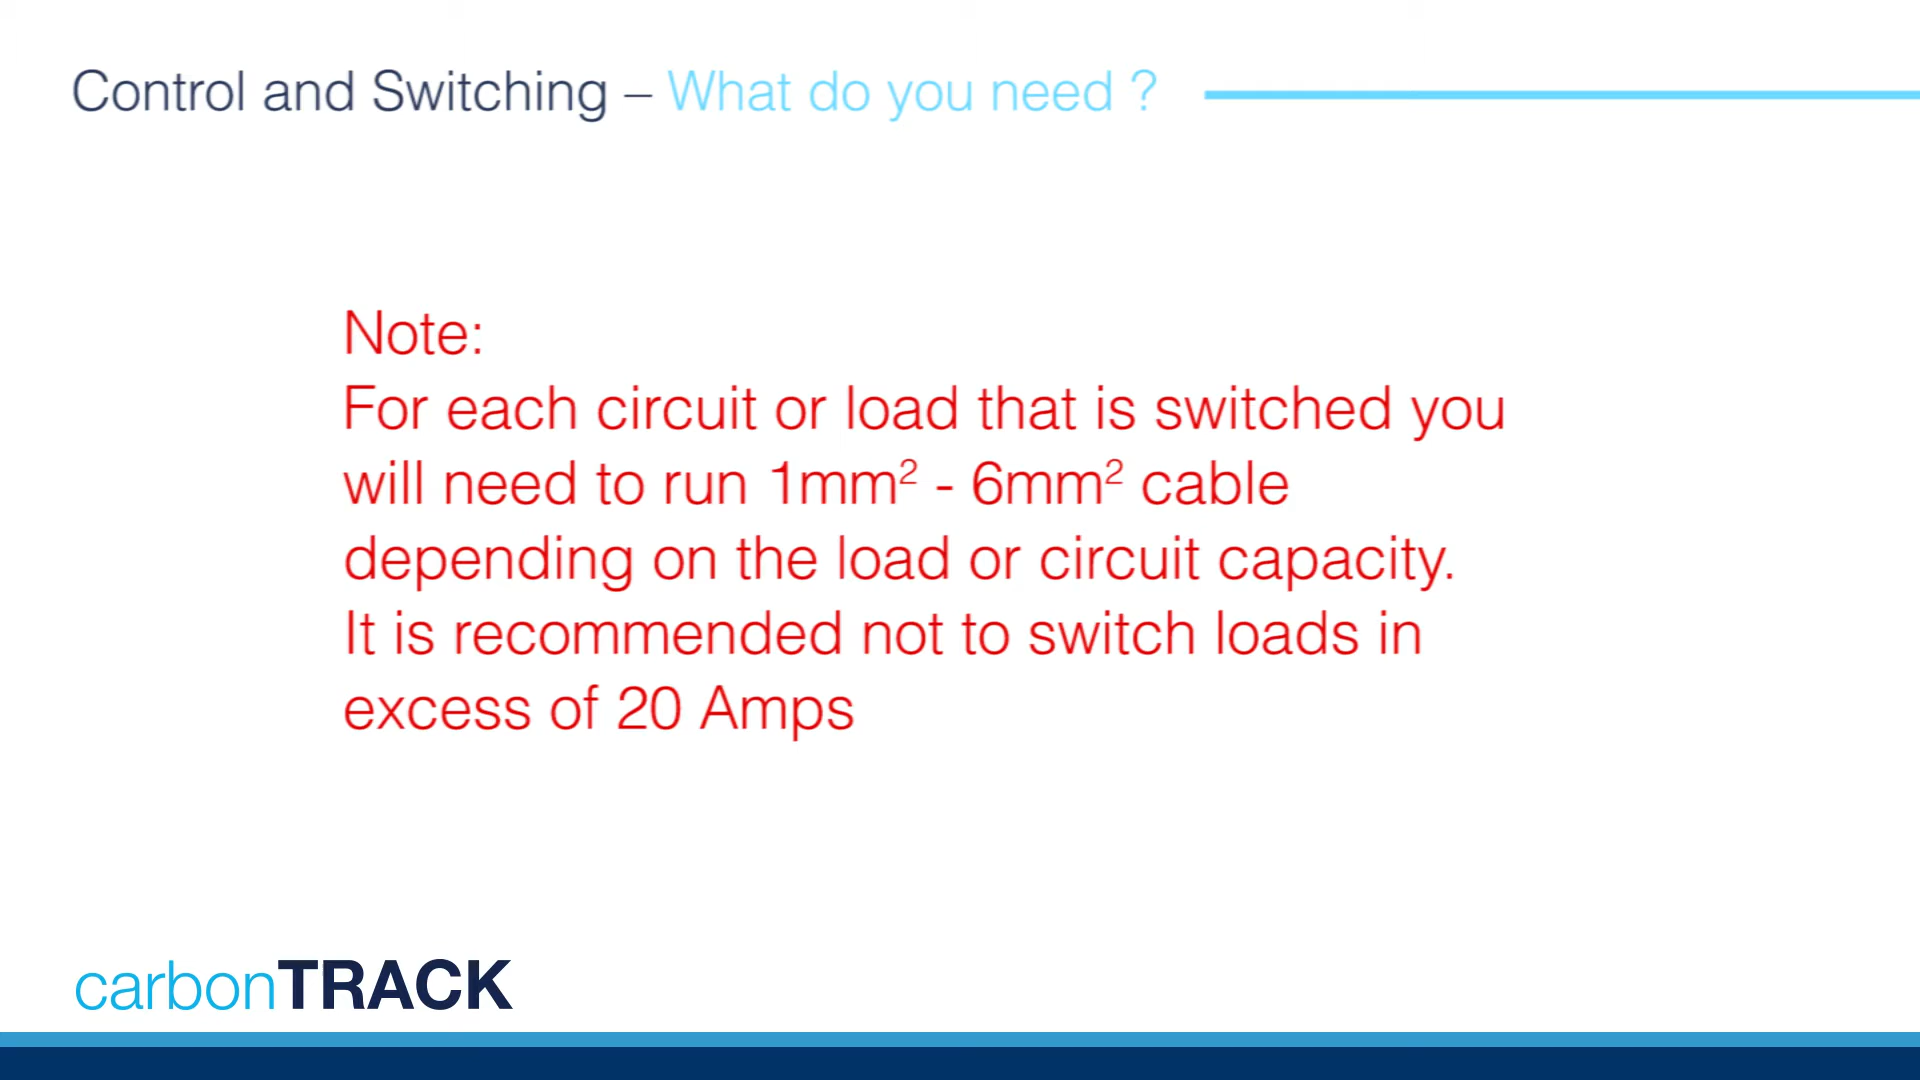 Control and Switching – What do you need ?
Note:
For each circuit or load that is switched you
will need to run 1mm² - 6mm² cable
depending on the load or circuit capacity.
It is recommended not to switch loads in
excess of 20 Amps
carbonTRACK